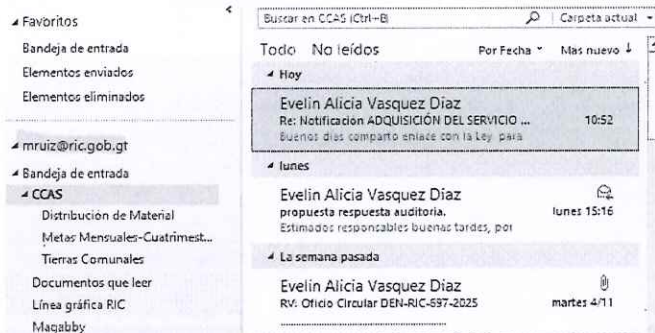 Favoritos
Bandeja de entrada
Elementos enviados
Elementos eliminados
mruiz@ric.gob.gt
Bandeja de entrada
CCAS
Distribución de Material
Metas Mensuales-Cuatrimest...
Tierras Comunales
Documentos que leer
Línea gráfica RIC
Magabby
Buscar en CCAS (Ctrl+B) Carpeta actual
Todo No leídos Por Fecha Mas nuevo ↓
Hoy
Evelin Alicia Vasquez Diaz
Re: Notificación ADQUISICIÓN DEL SERVICIO ... 10:52
Buenos días comparto enlace con la Ley, para
lunes
Evelin Alicia Vasquez Diaz
propuesta respuesta auditoria. lunes 15:16
Estimados responsables buenas tardes, por
La semana pasada
Evelin Alicia Vasquez Diaz
RV: Oficio Circular DEN-RIC-697-2025 martes 4/11